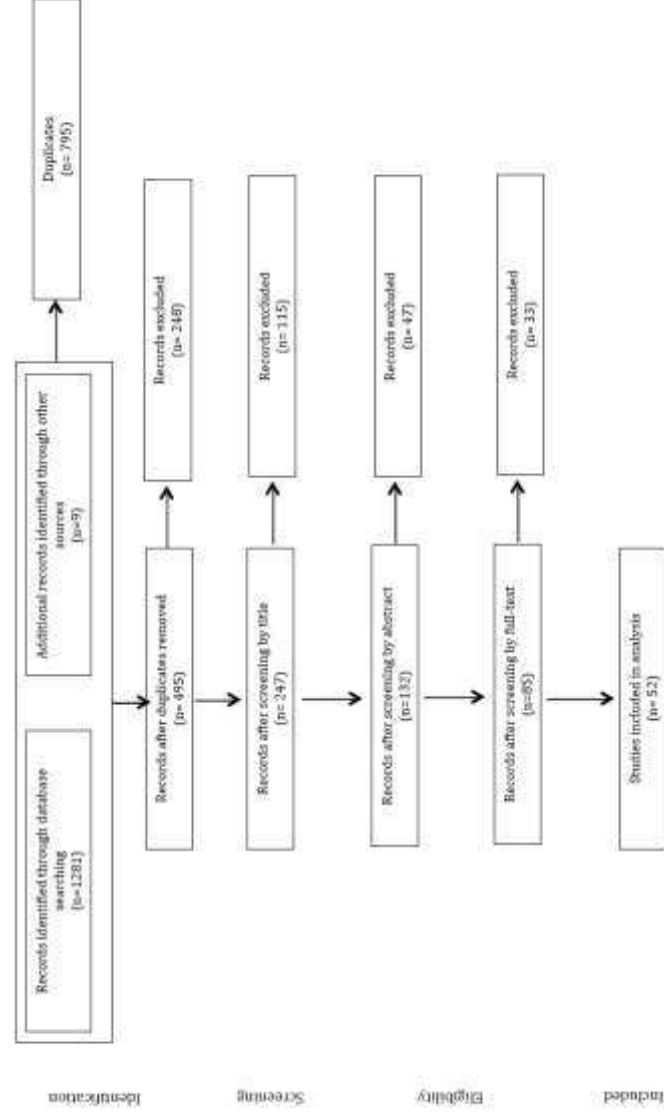 Identification
Records identified through database
searching
(n=1281)
Additional records identified through other
sources
(n=9)
Duplicates
(n= 795)
Records after duplicates removed
(n= 495)
Records excluded
(n= 248)
Screening
Records after screening by title
(n= 247)
Records excluded
(n= 115)
Eligibility
Records after screening by abstract
(n=132)
Records excluded
(n= 47)
Records after screening by full-text
(n=85)
Records excluded
(n= 33)
Included
Studies included in analysis
(n= 52)